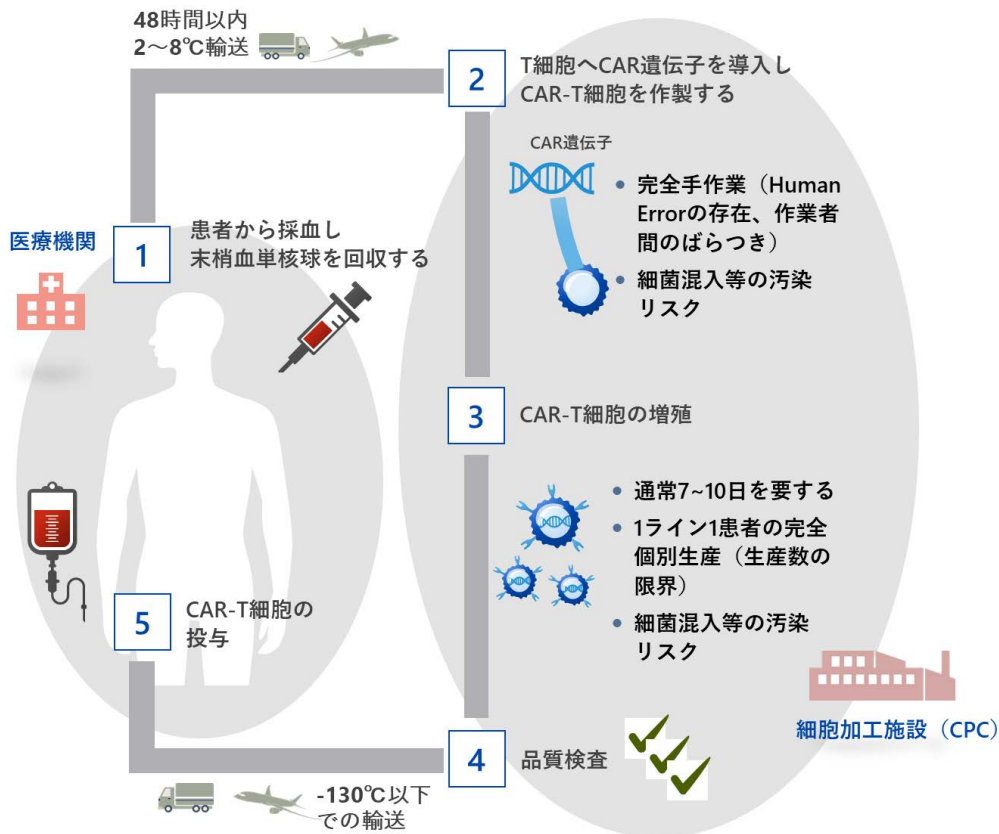 48時間以内
2～8℃輸送
2
T細胞へCAR遺伝子を導入し
CAR-T細胞を作製する
CAR遺伝子
• 完全手作業（Human
Errorの存在、作業者
間のばらつき）
• 細菌混入等の汚染
リスク
医療機関
1
患者から採血し
末梢血単核球を回収する
3
CAR-T細胞の増殖
• 通常7~10日を要する
• 1ライン1患者の完全
個別生産（生産数の
限界）
• 細菌混入等の汚染
リスク
5
CAR-T細胞の
投与
細胞加工施設（CPC）
4
品質検査
-130℃以下
での輸送